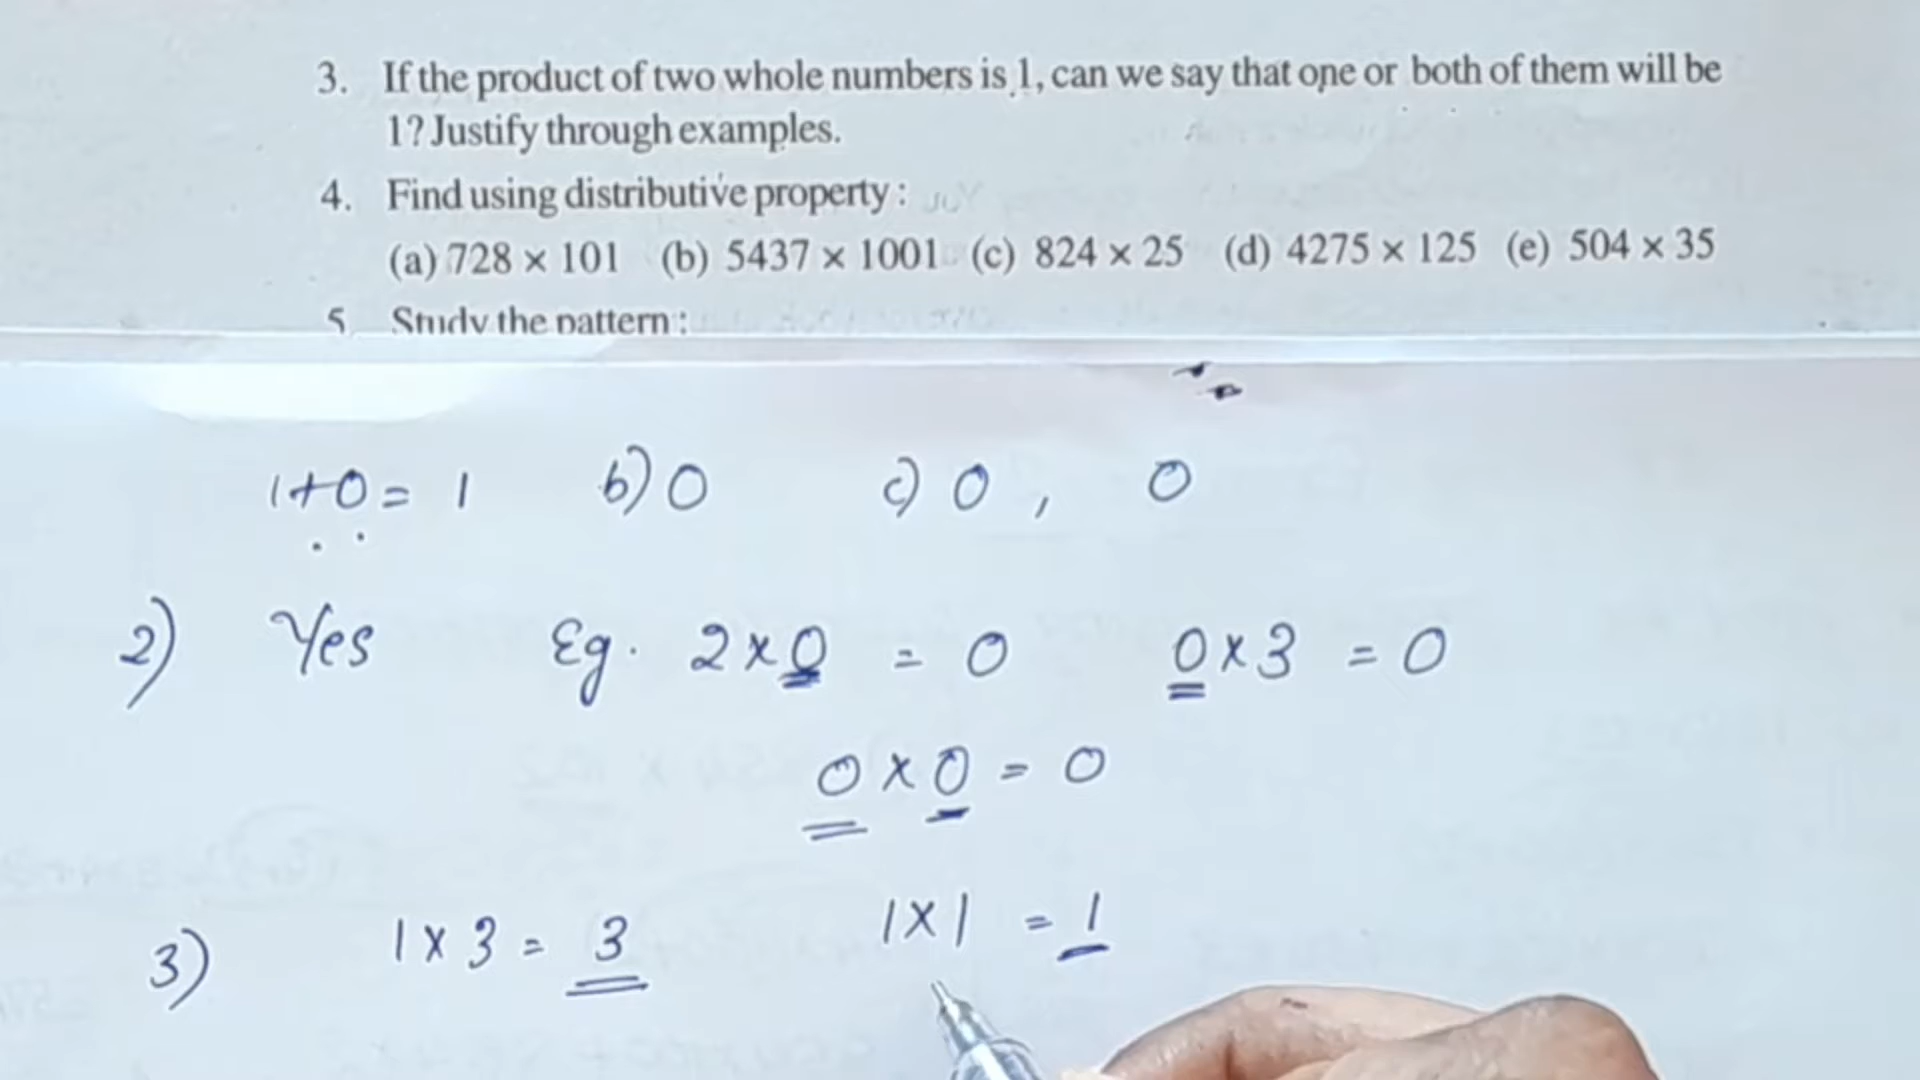 3. If the product of two whole numbers is 1, can we say that one or both of them will be
1? Justify through examples.
4. Find using distributive property :
(a) 728 × 101 (b) 5437 × 1001 (c) 824 × 25 (d) 4275 × 125 (e) 504 × 35
5 Study the pattern :
1+0 = 1 b) 0 c) 0 , 0
2) Yes Eg. 2 × 0 = 0 0 × 3 = 0
0 × 0 = 0
3) 1 × 3 = 3 1 × 1 = 1